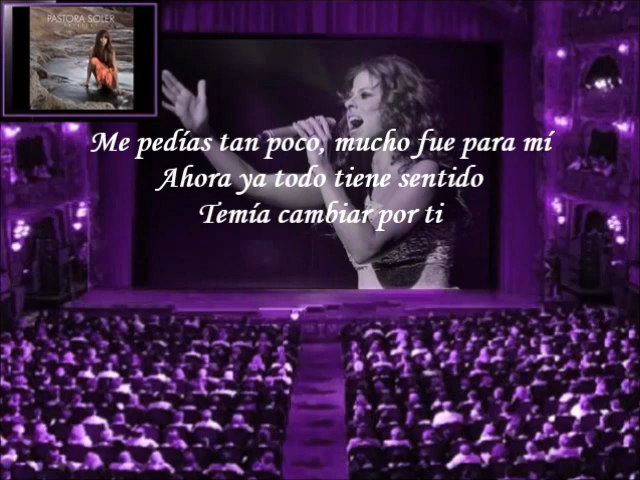 PASTORA SOLER
Me pedías tan poco, mucho fue para mí
Ahora ya todo tiene sentido
Temía cambiar por ti